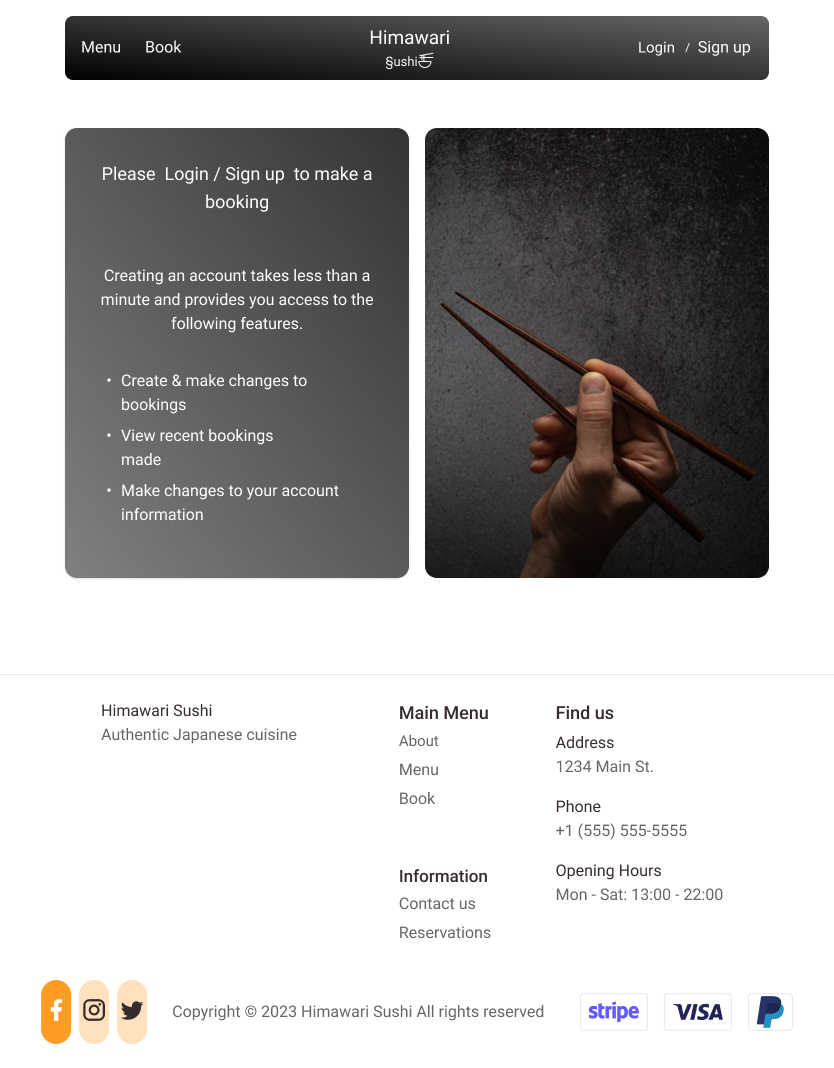 Menu Book
Himawari
Sushi
Login / Sign up
Please Login / Sign up to make a
booking
Creating an account takes less than a
minute and provides you access to the
following features.
• Create & make changes to
bookings
• View recent bookings
made
• Make changes to your account
information
Himawari Sushi
Authentic Japanese cuisine
Main Menu
About
Menu
Book
Information
Contact us
Reservations
Find us
Address
1234 Main St.
Phone
+1 (555) 555-5555
Opening Hours
Mon - Sat: 13:00 - 22:00
Copyright © 2023 Himawari Sushi All rights reserved
stripe
VISA